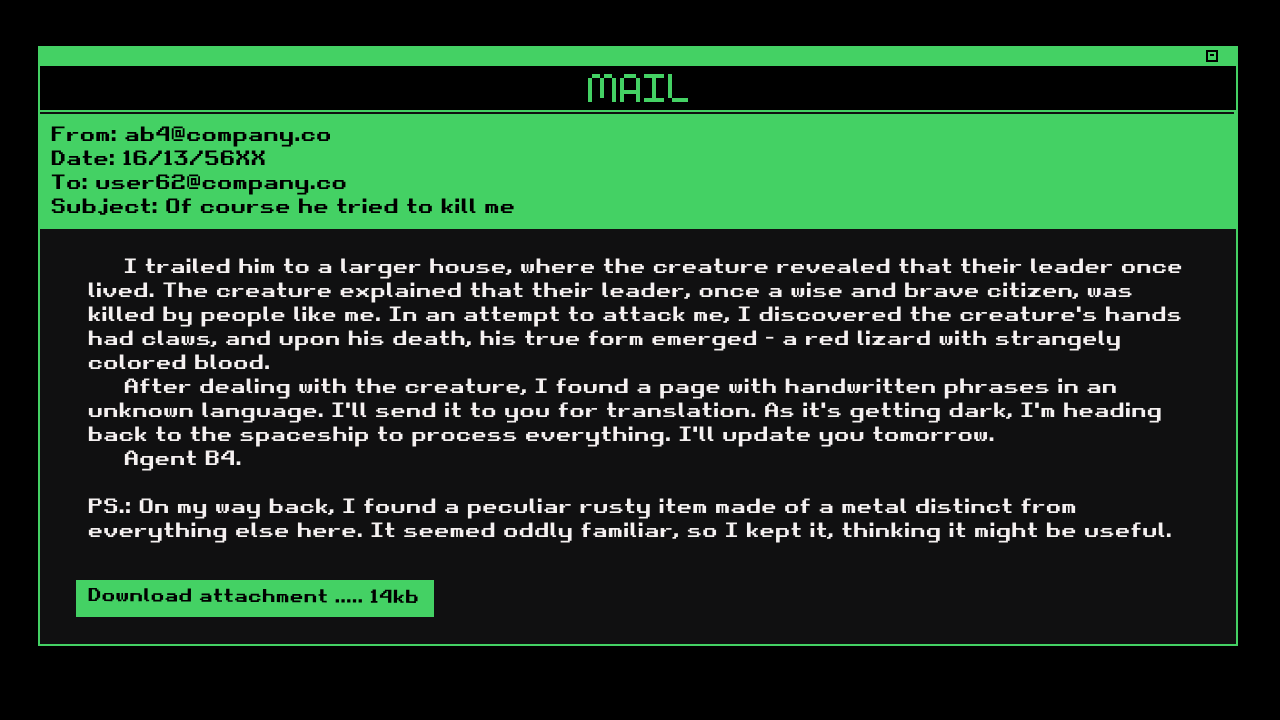 MAIL
From: ab4@company.co
Date: 16/13/56XX
To: user62@company.co
Subject: Of course he tried to kill me
I trailed him to a larger house, where the creature revealed that their leader once
lived. The creature explained that their leader, once a wise and brave citizen, was
killed by people like me. In an attempt to attack me, I discovered the creature's hands
had claws, and upon his death, his true form emerged - a red lizard with strangely
colored blood.
After dealing with the creature, I found a page with handwritten phrases in an
unknown language. I'll send it to you for translation. As it's getting dark, I'm heading
back to the spaceship to process everything. I'll update you tomorrow.
Agent B4.
PS.: On my way back, I found a peculiar rusty item made of a metal distinct from
everything else here. It seemed oddly familiar, so I kept it, thinking it might be useful.
Download attachment ..... 14kb